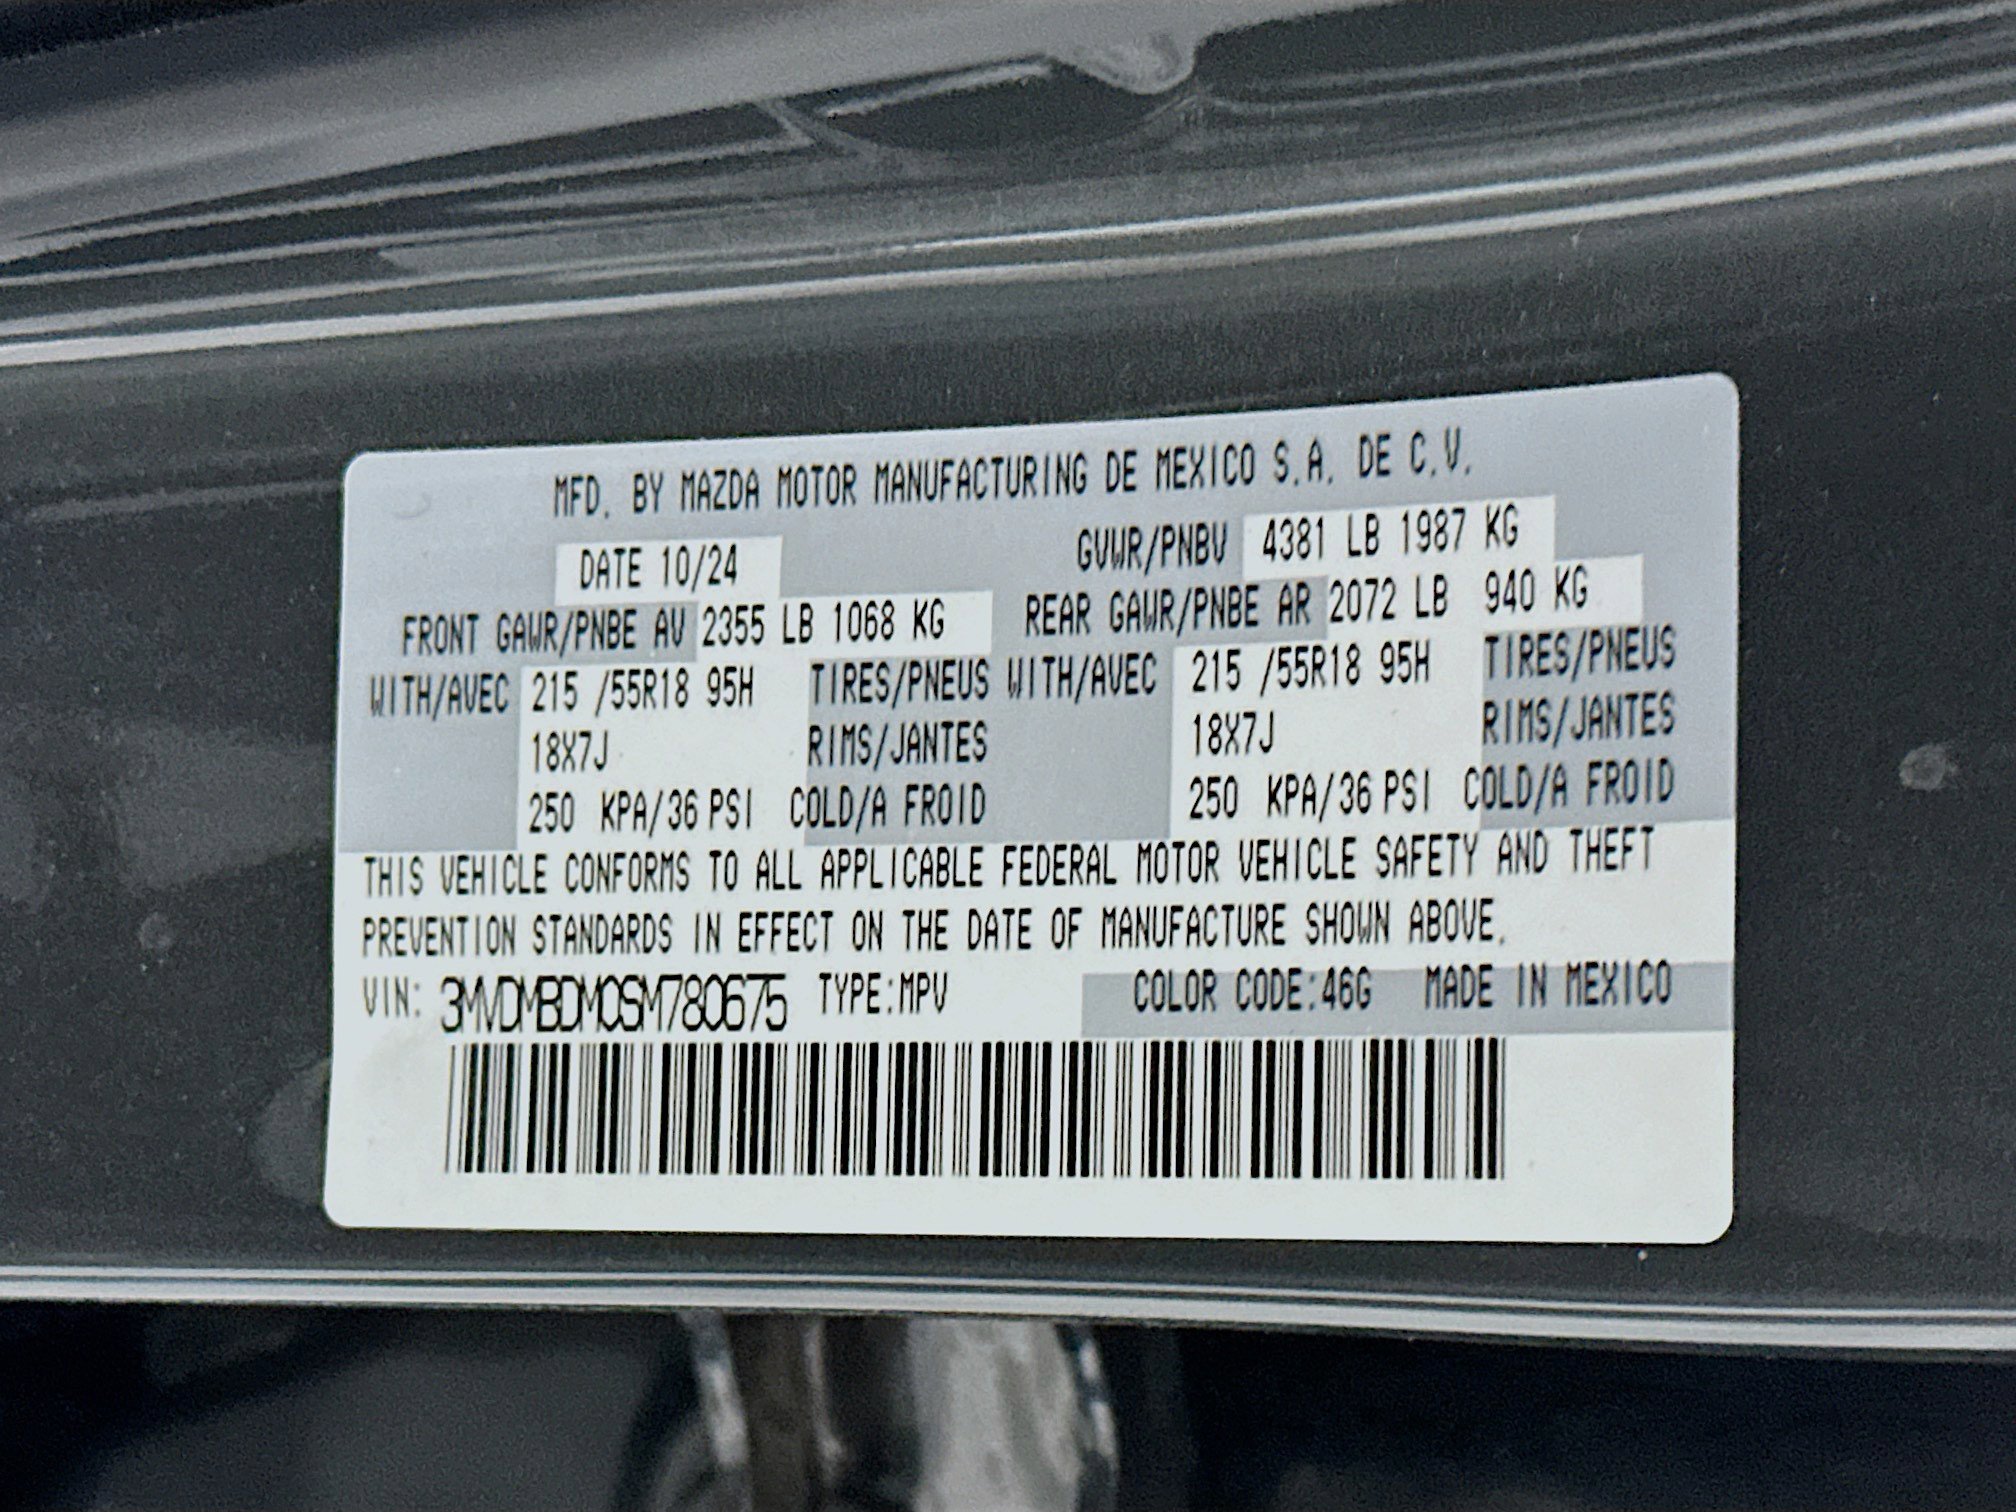 MFD. BY MAZDA MOTOR MANUFACTURING DE MEXICO S.A. DE C.V.
DATE 10/24 GVWR/PNBV 4381 LB 1987 KG
FRONT GAWR/PNBE AV 2355 LB 1068 KG REAR GAWR/PNBE AR 2072 LB 940 KG
WITH/AVEC 215 /55R18 95H TIRES/PNEUS WITH/AVEC 215 /55R18 95H TIRES/PNEUS
18X7J RIMS/JANTES 18X7J RIMS/JANTES
250 KPA/36 PSI COLD/A FROID 250 KPA/36 PSI COLD/A FROID
THIS VEHICLE CONFORMS TO ALL APPLICABLE FEDERAL MOTOR VEHICLE SAFETY AND THEFT
PREVENTION STANDARDS IN EFFECT ON THE DATE OF MANUFACTURE SHOWN ABOVE.
VIN: 3MVDMBDM0SM780675 TYPE:MPV COLOR CODE:46G MADE IN MEXICO